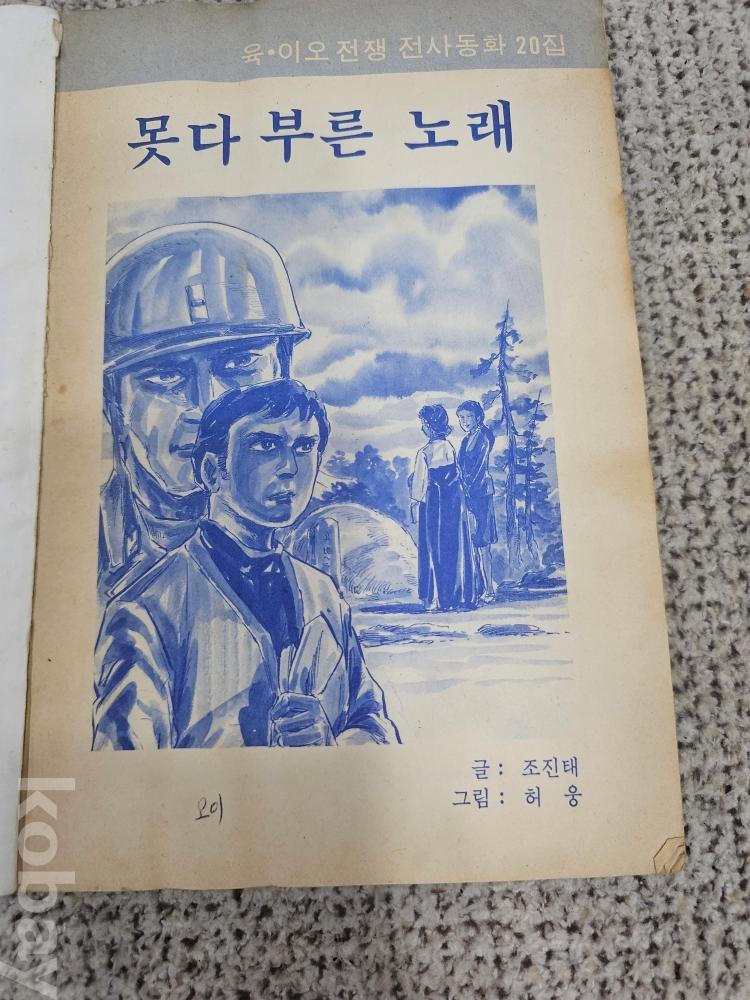 육•이오 전쟁 전사동화 20집
못다 부른 노래
글 : 조진태
그림 : 허 웅
kobay